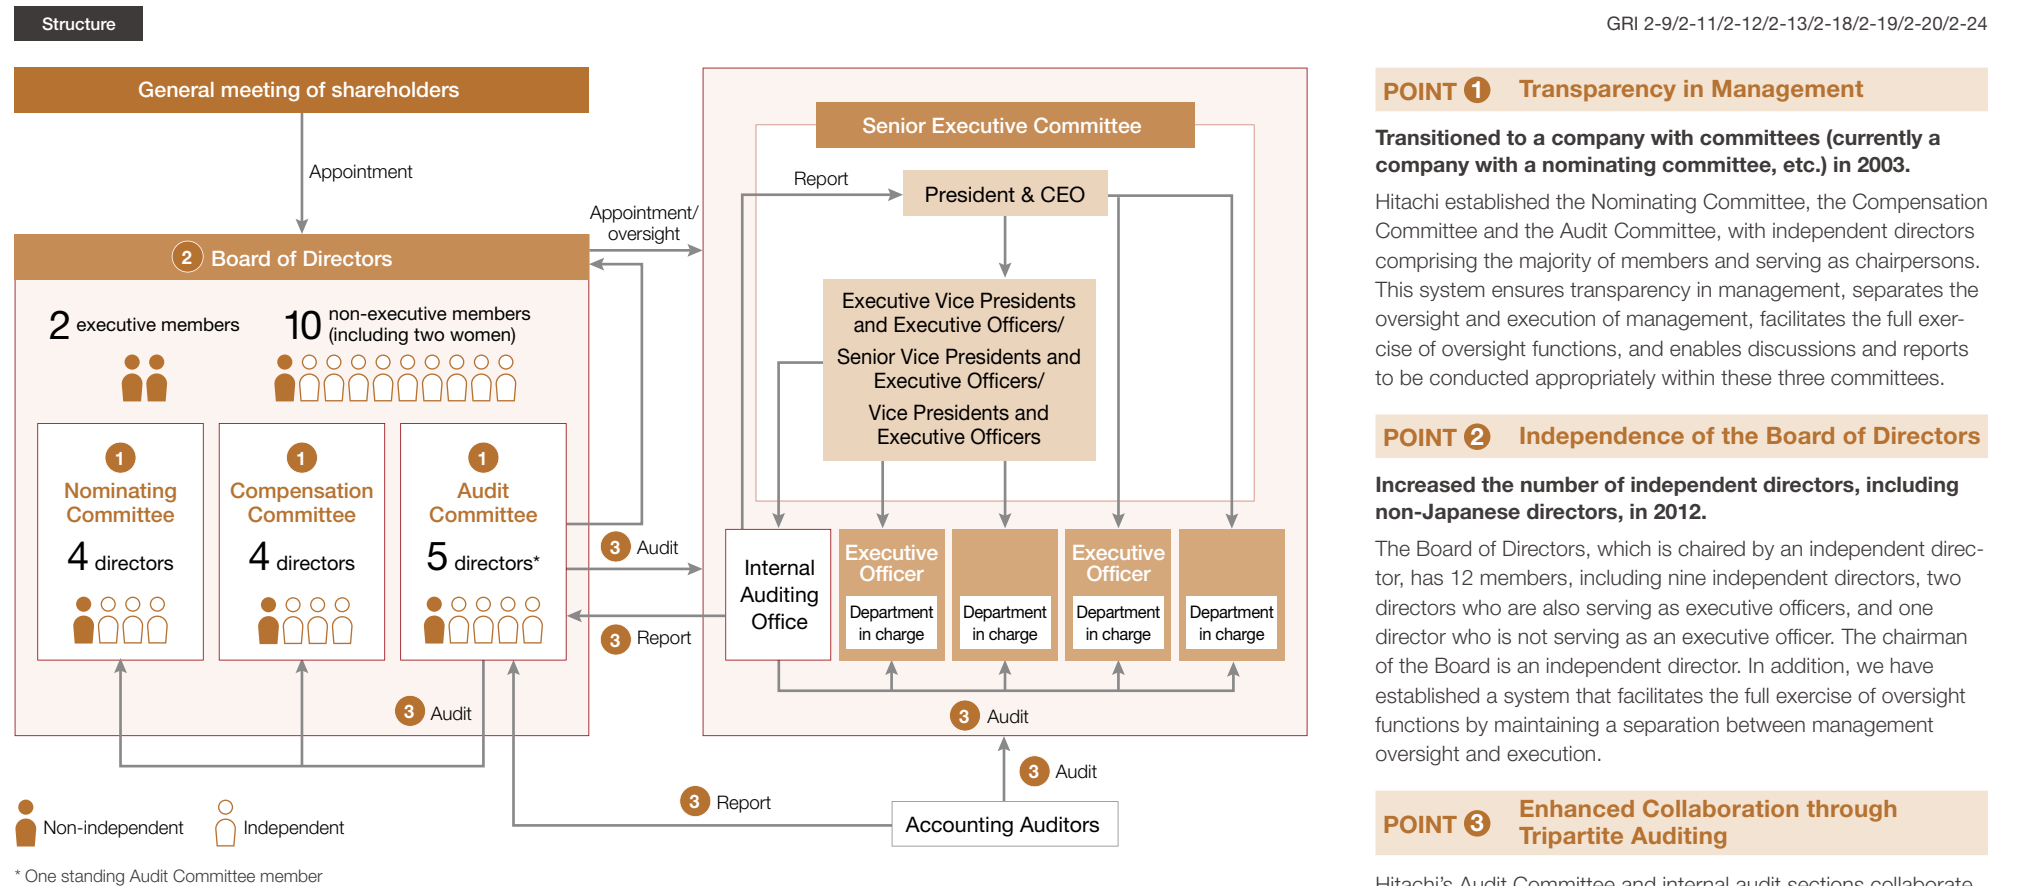 Structure
GRI 2-9/2-11/2-12/2-13/2-18/2-19/2-20/2-24
General meeting of shareholders
Appointment
Appointment/
oversight
2 Board of Directors
2 executive members
10 non-executive members
(including two women)
1
Nominating
Committee
4 directors
1
Compensation
Committee
4 directors
1
Audit
Committee
5 directors*
3 Audit
3 Report
3 Audit
Senior Executive Committee
Report
President & CEO
Executive Vice Presidents
and Executive Officers/
Senior Vice Presidents and
Executive Officers/
Vice Presidents and
Executive Officers
Internal
Auditing
Office
Executive
Officer
Department
in charge
Department
in charge
Executive
Officer
Department
in charge
Department
in charge
3 Audit
3 Audit
3 Report
Accounting Auditors
Non-independent
Independent
* One standing Audit Committee member
POINT 1 Transparency in Management
Transitioned to a company with committees (currently a
company with a nominating committee, etc.) in 2003.
Hitachi established the Nominating Committee, the Compensation
Committee and the Audit Committee, with independent directors
comprising the majority of members and serving as chairpersons.
This system ensures transparency in management, separates the
oversight and execution of management, facilitates the full exer-
cise of oversight functions, and enables discussions and reports
to be conducted appropriately within these three committees.
POINT 2 Independence of the Board of Directors
Increased the number of independent directors, including
non-Japanese directors, in 2012.
The Board of Directors, which is chaired by an independent direc-
tor, has 12 members, including nine independent directors, two
directors who are also serving as executive officers, and one
director who is not serving as an executive officer. The chairman
of the Board is an independent director. In addition, we have
established a system that facilitates the full exercise of oversight
functions by maintaining a separation between management
oversight and execution.
POINT 3 Enhanced Collaboration through
Tripartite Auditing
Hitachi's Audit Committee and internal audit sections collaborate